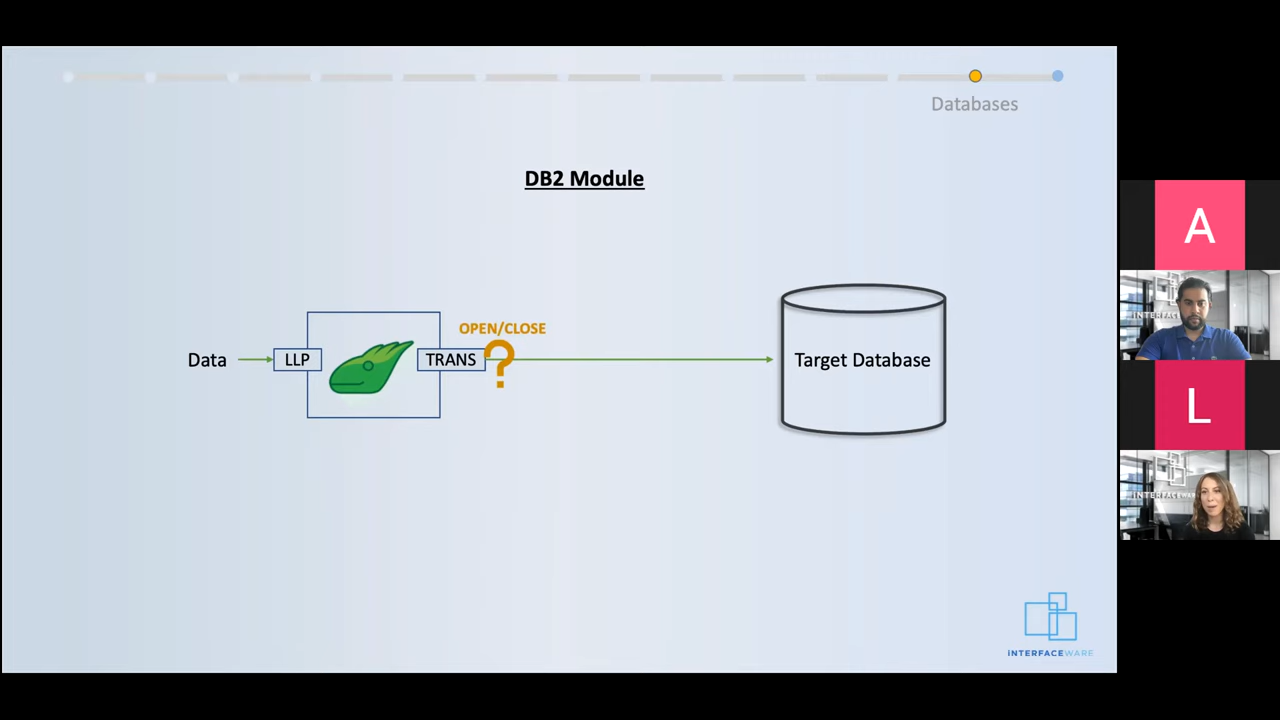 Databases
DB2 Module
OPEN/CLOSE
Data
LLP
TRANS
?
Target Database
INTERFACEWARE
A
L